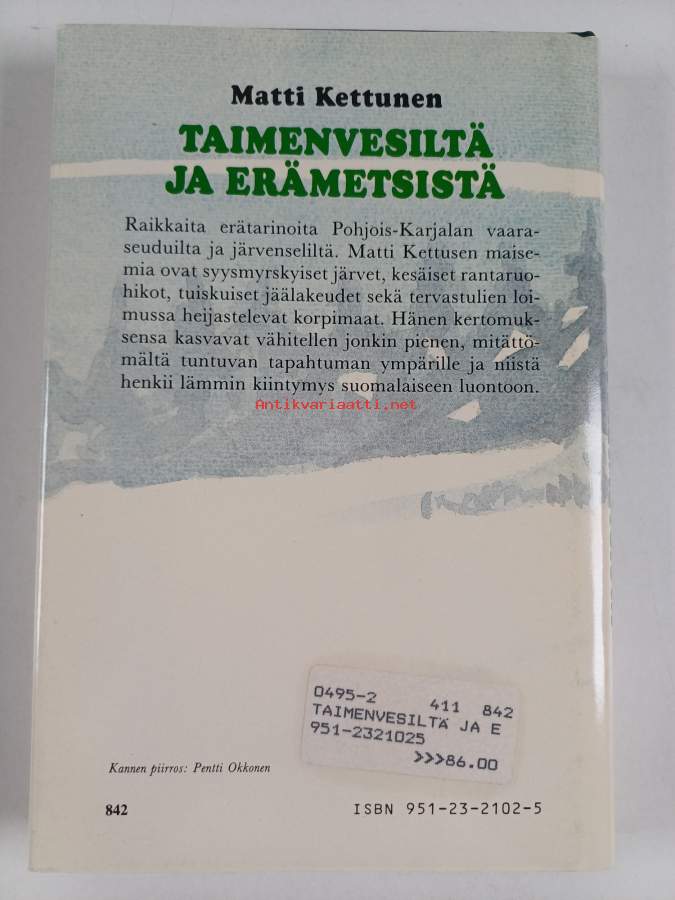 Matti Kettunen
TAIMENVESILTÄ
JA ERÄMETSISTÄ
Raikkaita erätarinoita Pohjois-Karjalan vaara-
seuduilta ja järvenseliltä. Matti Kettusen maise-
mia ovat syysmyrskyiset järvet, kesäiset rantaruo-
hikot, tuiskuiset jäälakeudet sekä tervastulien loi-
mussa heijastelevat korpimaat. Hänen kertomuk-
sensa kasvavat vähitellen jonkin pienen, mitättö-
mältä tuntuvan tapahtuman ympärille ja niistä
henkii lämmin kiintymys suomalaiseen luontoon.
Antikvariaatti.net
0495-2 411 842
TAIMENVESILTÄ JA E
951-2321025
>>>86.00
Kannen piirros: Pentti Okkonen
842
ISBN 951-23-2102-5